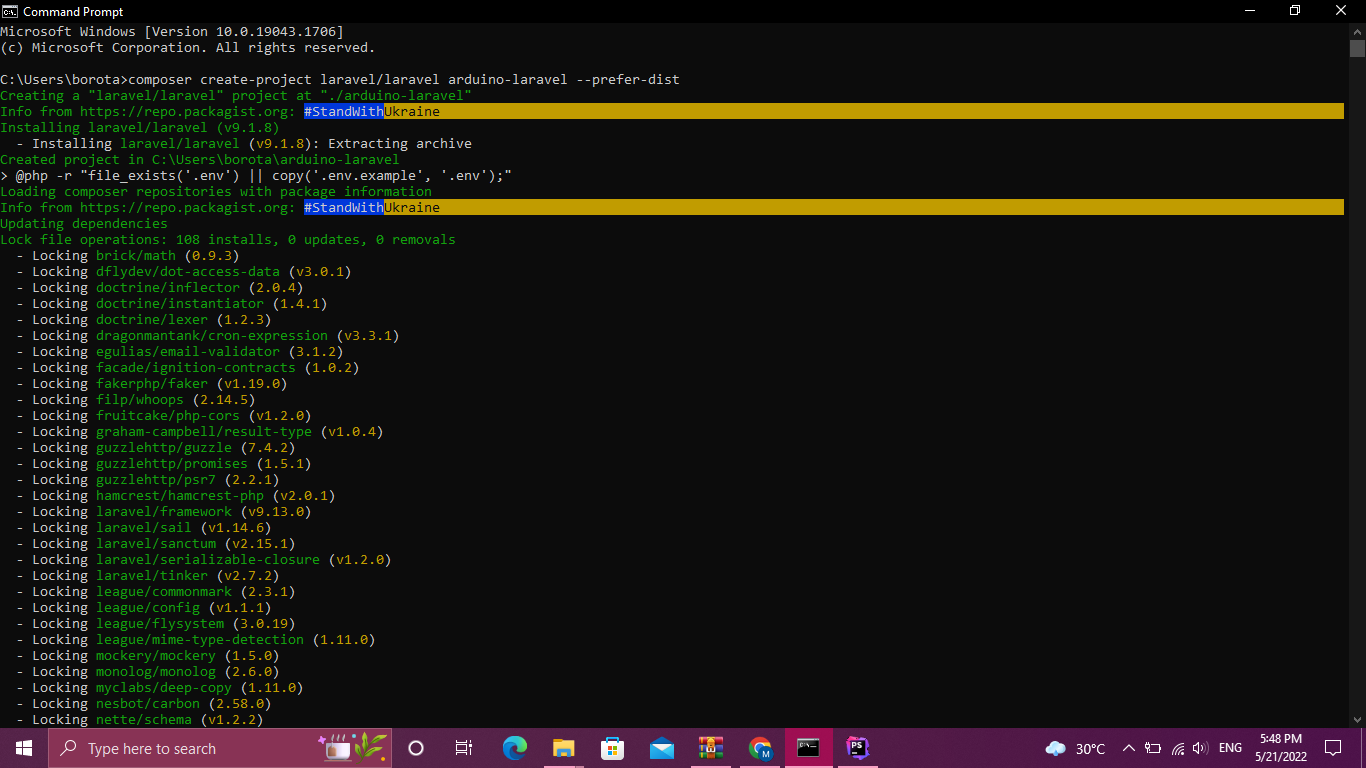 Command Prompt
Microsoft Windows [Version 10.0.19043.1706]
(c) Microsoft Corporation. All rights reserved.
C:\Users\borota>composer create-project laravel/laravel arduino-laravel --prefer-dist
Creating a "laravel/laravel" project at "./arduino-laravel"
Info from https://repo.packagist.org: #StandWithUkraine
Installing laravel/laravel (v9.1.8)
- Installing laravel/laravel (v9.1.8): Extracting archive
Created project in C:\Users\borota\arduino-laravel
> @php -r "file_exists('.env') || copy('.env.example', '.env');"
Loading composer repositories with package information
Info from https://repo.packagist.org: #StandWithUkraine
Updating dependencies
Lock file operations: 108 installs, 0 updates, 0 removals
- Locking brick/math (0.9.3)
- Locking dflydev/dot-access-data (v3.0.1)
- Locking doctrine/inflector (2.0.4)
- Locking doctrine/instantiator (1.4.1)
- Locking doctrine/lexer (1.2.3)
- Locking dragonmantank/cron-expression (v3.3.1)
- Locking egulias/email-validator (3.1.2)
- Locking facade/ignition-contracts (1.0.2)
- Locking fakerphp/faker (v1.19.0)
- Locking filp/whoops (2.14.5)
- Locking fruitcake/php-cors (v1.2.0)
- Locking graham-campbell/result-type (v1.0.4)
- Locking guzzlehttp/guzzle (7.4.2)
- Locking guzzlehttp/promises (1.5.1)
- Locking guzzlehttp/psr7 (2.2.1)
- Locking hamcrest/hamcrest-php (v2.0.1)
- Locking laravel/framework (v9.13.0)
- Locking laravel/sail (v1.14.6)
- Locking laravel/sanctum (v2.15.1)
- Locking laravel/serializable-closure (v1.2.0)
- Locking laravel/tinker (v2.7.2)
- Locking league/commonmark (2.3.1)
- Locking league/config (v1.1.1)
- Locking league/flysystem (3.0.19)
- Locking league/mime-type-detection (1.11.0)
- Locking mockery/mockery (1.5.0)
- Locking monolog/monolog (2.6.0)
- Locking myclabs/deep-copy (1.11.0)
- Locking nesbot/carbon (2.58.0)
- Locking nette/schema (v1.2.2)
Type here to search
30°C
ENG
5:48 PM
5/21/2022